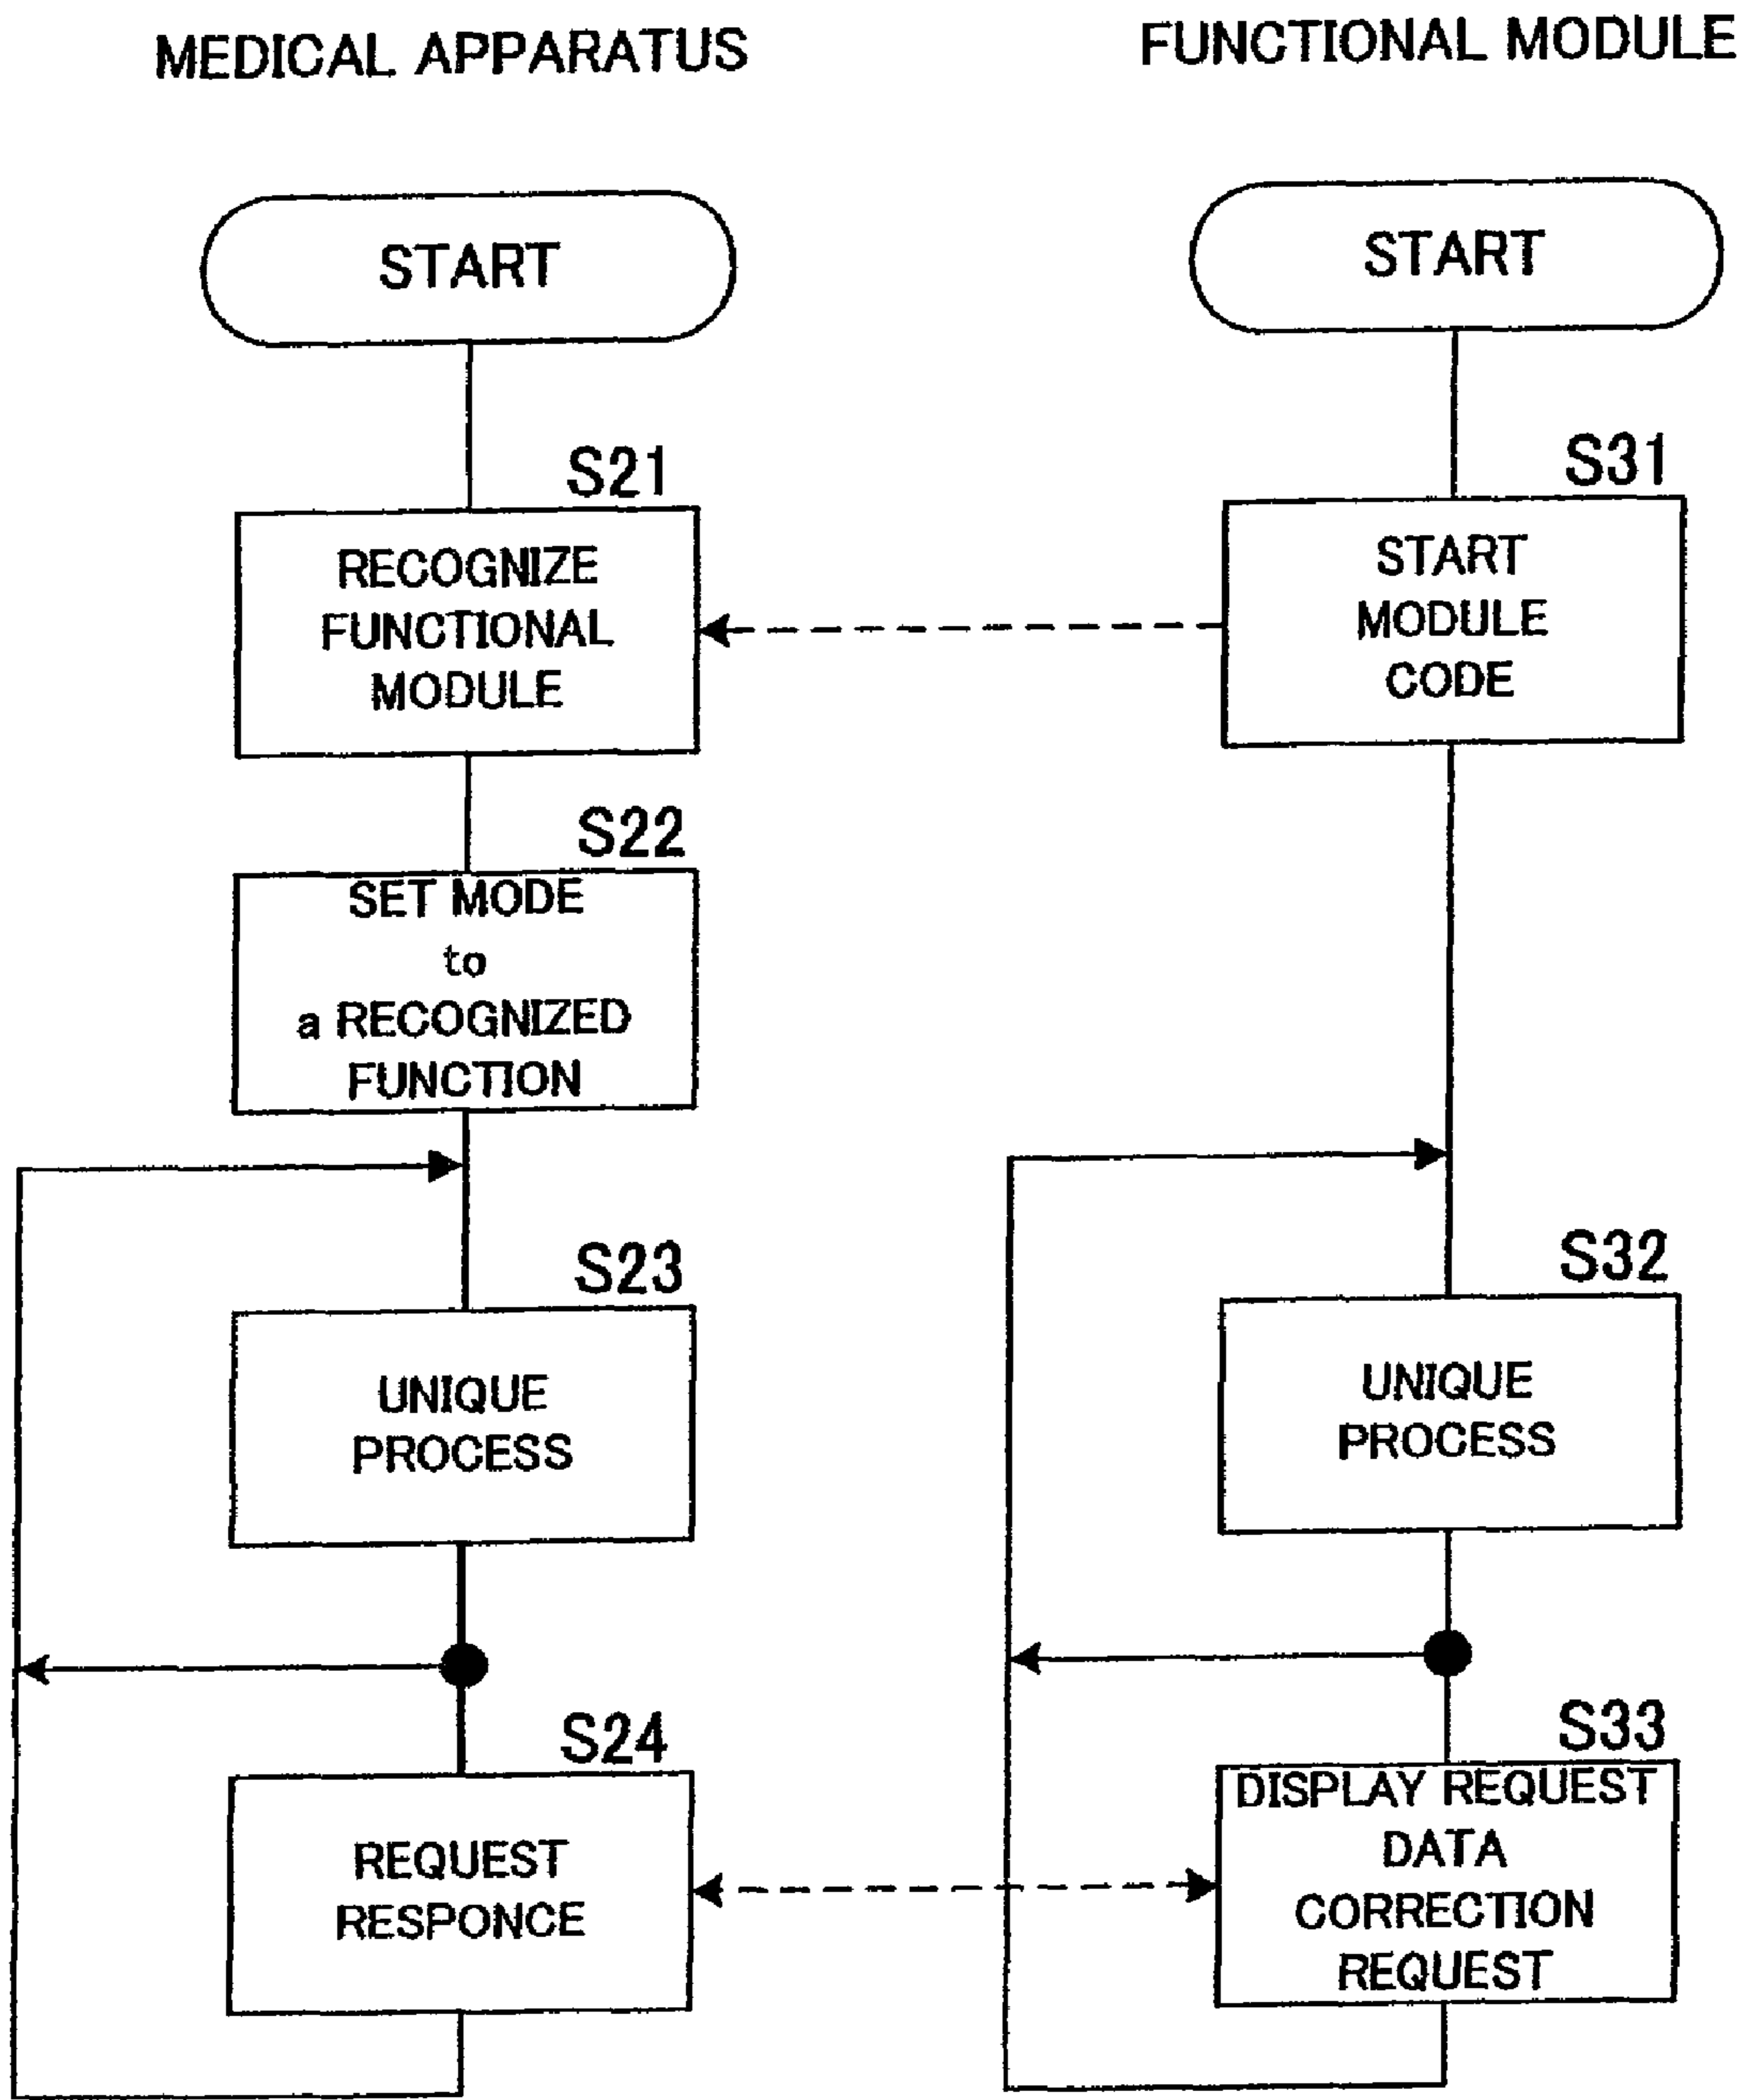 MEDICAL APPARATUS
FUNCTIONAL MODULE
START
START
S21
RECOGNIZE
FUNCTIONAL
MODULE
S31
START
MODULE
CODE
S22
SET MODE
to
a RECOGNIZED
FUNCTION
S23
UNIQUE
PROCESS
S32
UNIQUE
PROCESS
S24
REQUEST
RESPONCE
S33
DISPLAY REQUEST
DATA
CORRECTION
REQUEST